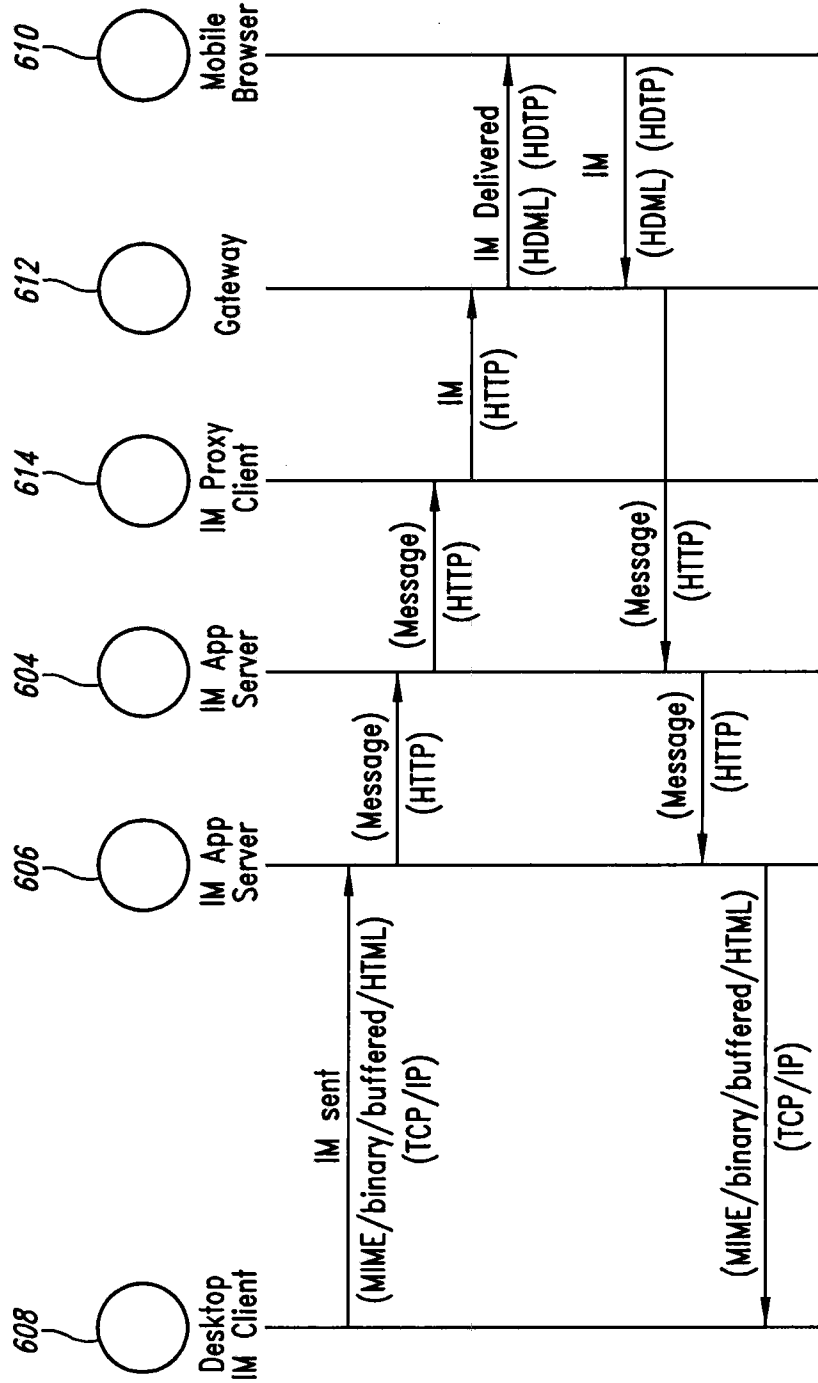 608
606
604
614
612
610
Desktop
IM Client
IM App
Server
IM App
Server
IM Proxy
Client
Gateway
Mobile
Browser
IM sent
(MIME/binary/buffered/HTML)
(TCP/IP)
(Message)
(HTTP)
(Message)
(HTTP)
IM
(HTTP)
IM Delivered
(HDML) (HDTP)
IM
(HDML) (HDTP)
(Message)
(HTTP)
(Message)
(HTTP)
(MIME/binary/buffered/HTML)
(TCP/IP)